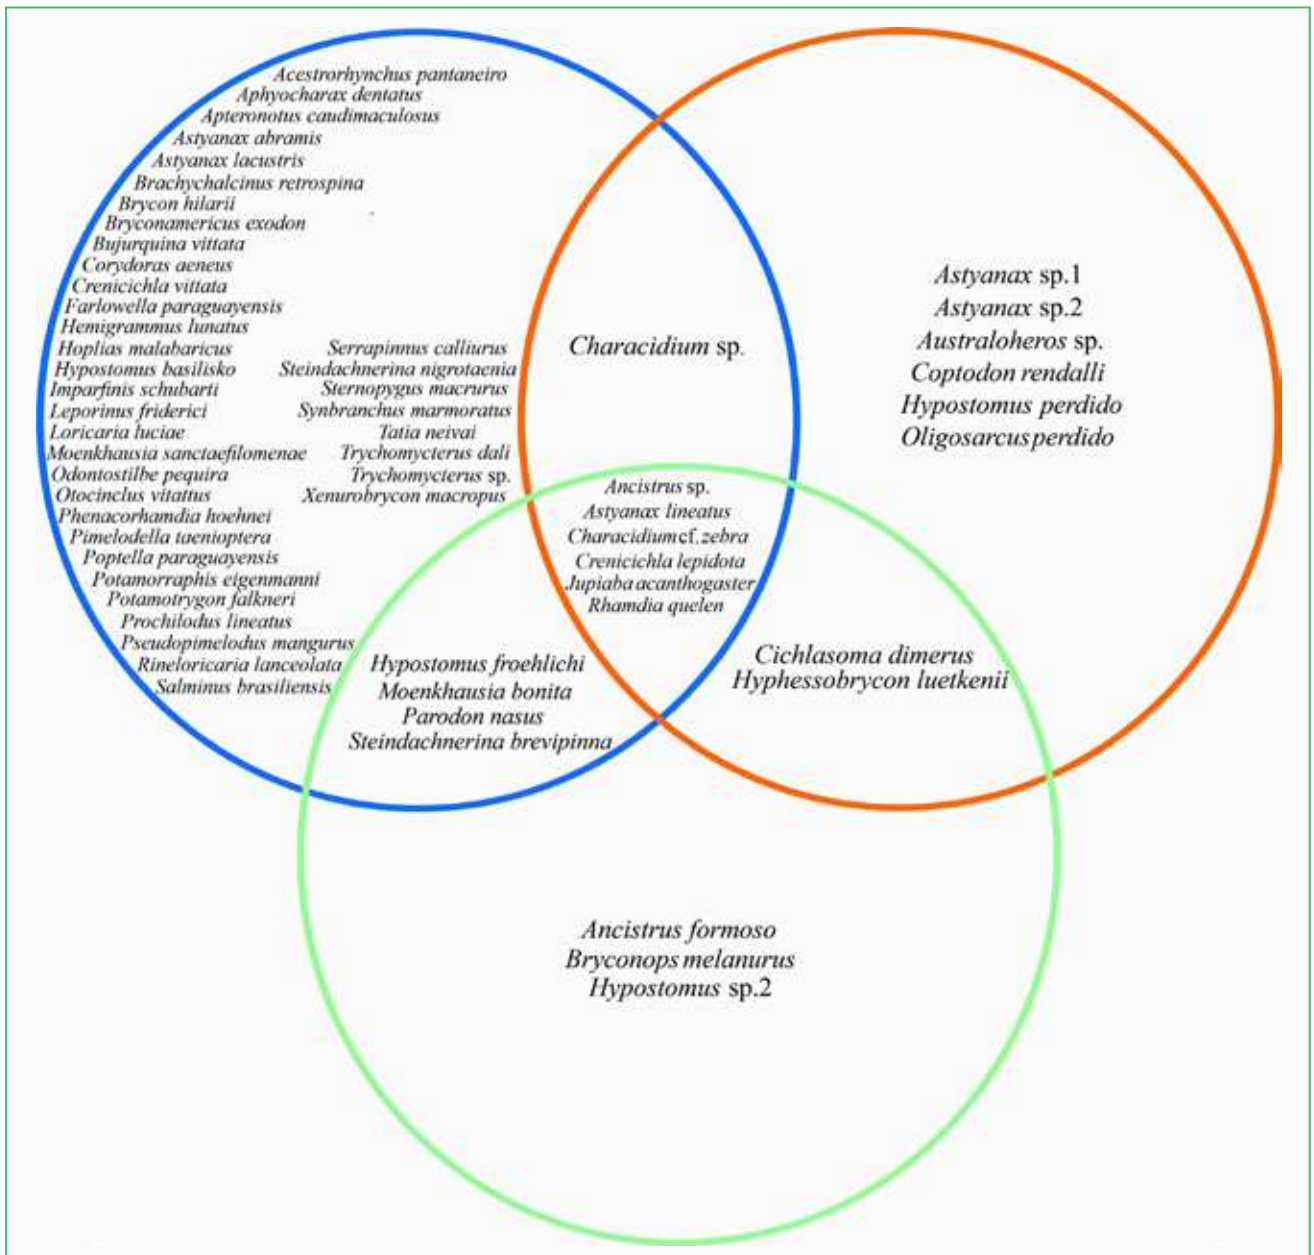 Acestrorhynchus pantaneiro
Aphyocharax dentatus
Apteronotus caudimaculosus
Astyanax abramis
Astyanax lacustris
Brachychalcinus retrospina
Brycon hilarii
Bryconamericus exodon
Bujurquina vittata
Corydoras aeneus
Crenicichla vittata
Farlowella paraguayensis
Hemigrammus lunatus
Hoplias malabaricus
Hypostomus basilisko
Imparfinis schubarti
Leporinus friderici
Loricaria luciae
Moenkhausia sanctaefilomenae
Odontostilbe pequira
Otocinclus vitattus
Phenacorhamdia hoehnei
Pimelodella taenioptera
Poptella paraguayensis
Potamorraphis eigenmanni
Potamotrygon falkneri
Prochilodus lineatus
Pseudopimelodus mangurus
Rineloricaria lanceolata
Salminus brasiliensis
Serrapinnus calliurus
Steindachnerina nigrotaenia
Sternopygus macrurus
Synbranchus marmoratus
Tatia neivai
Trychomycterus dali
Trychomycterus sp.
Xenurobrycon macropus
Characidium sp.
Astyanax sp.1
Astyanax sp.2
Australoheros sp.
Coptodon rendalli
Hypostomus perdido
Oligosarcus perdido
Ancistrus sp.
Astyanax lineatus
Characidium cf. zebra
Crenicichla lepidota
Jupiaba acanthogaster
Rhamdia quelen
Hypostomus froehlichi
Moenkhausia bonita
Parodon nasus
Steindachnerina brevipinna
Cichlasoma dimerus
Hyphessobrycon luetkenii
Ancistrus formoso
Bryconops melanurus
Hypostomus sp.2